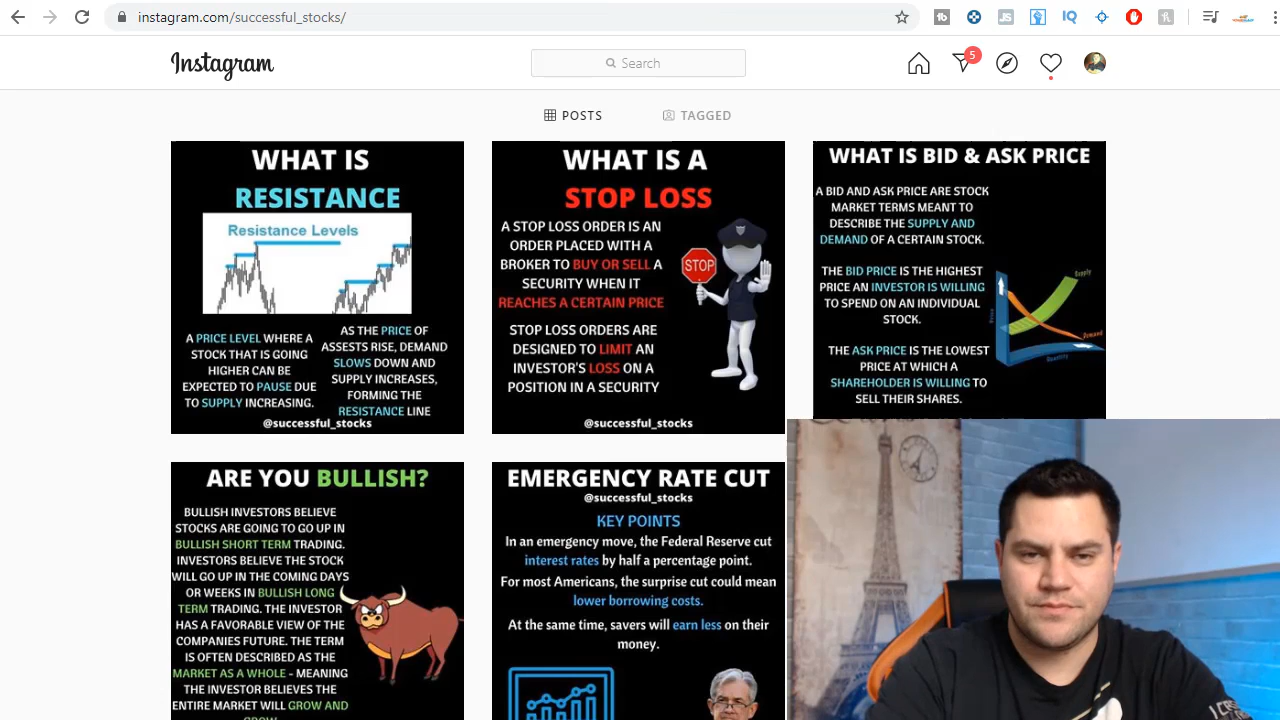 instagram.com/successful_stocks/
Instagram
Search
5
POSTS
TAGGED
WHAT IS
RESISTANCE
Resistance Levels
A PRICE LEVEL WHERE A
STOCK THAT IS GOING
HIGHER CAN BE
EXPECTED TO PAUSE DUE
TO SUPPLY INCREASING.
AS THE PRICE OF
ASSESTS RISE, DEMAND
SLOWS DOWN AND
SUPPLY INCREASES,
FORMING THE
RESISTANCE LINE
@successful_stocks
WHAT IS A
STOP LOSS
A STOP LOSS ORDER IS AN
ORDER PLACED WITH A
BROKER TO BUY OR SELL A
SECURITY WHEN IT
REACHES A CERTAIN PRICE
STOP LOSS ORDERS ARE
DESIGNED TO LIMIT AN
INVESTOR'S LOSS ON A
POSITION IN A SECURITY
STOP
@successful_stocks
WHAT IS BID & ASK PRICE
A BID AND ASK PRICE ARE STOCK
MARKET TERMS MEANT TO
DESCRIBE THE SUPPLY AND
DEMAND OF A CERTAIN STOCK.
THE BID PRICE IS THE HIGHEST
PRICE AN INVESTOR IS WILLING
TO SPEND ON AN INDIVIDUAL
STOCK.
THE ASK PRICE IS THE LOWEST
PRICE AT WHICH A
SHAREHOLDER IS WILLING TO
SELL THEIR SHARES.
Supply
Demand
Price
Quantity
ARE YOU BULLISH?
BULLISH INVESTORS BELIEVE
STOCKS ARE GOING TO GO UP IN
BULLISH SHORT TERM TRADING.
INVESTORS BELIEVE THE STOCK
WILL GO UP IN THE COMING DAYS
OR WEEKS IN BULLISH LONG
TERM TRADING. THE INVESTOR
HAS A FAVORABLE VIEW OF THE
COMPANIES FUTURE. THE TERM
IS OFTEN DESCRIBED AS THE
MARKET AS A WHOLE - MEANING
THE INVESTOR BELIEVES THE
ENTIRE MARKET WILL GROW AND
GROW
EMERGENCY RATE CUT
@successful_stocks
KEY POINTS
In an emergency move, the Federal Reserve cut
interest rates by half a percentage point.
For most Americans, the surprise cut could mean
lower borrowing costs.
At the same time, savers will earn less on their
money.